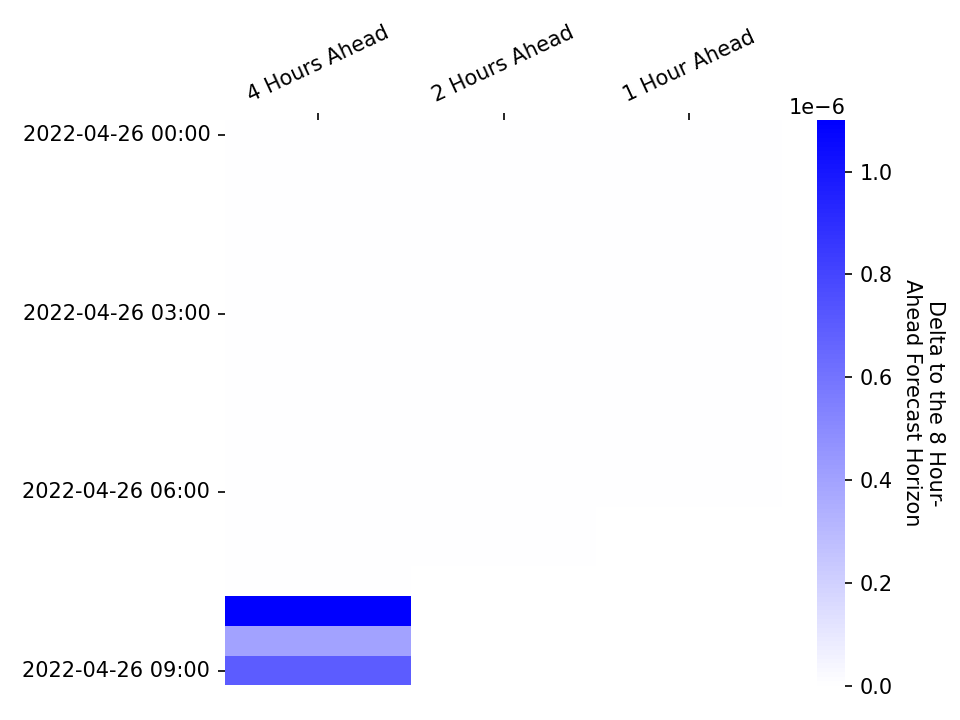 4 Hours Ahead
2 Hours Ahead
1 Hour Ahead
1e−6
2022-04-26 00:00
2022-04-26 03:00
2022-04-26 06:00
2022-04-26 09:00
1.0
0.8
0.6
0.4
0.2
0.0
Delta to the 8 Hour-
Ahead Forecast Horizon